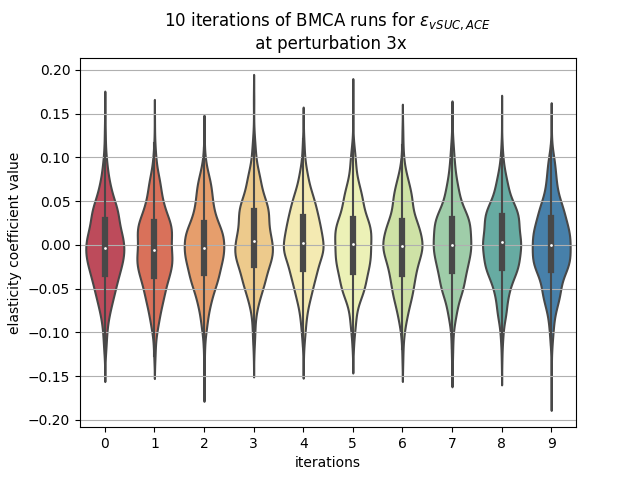 10 iterations of BMCA runs for ε_{vSUC, ACE}
at perturbation 3x
0.20
0.15
0.10
0.05
0.00
−0.05
−0.10
−0.15
−0.20
elasticity coefficient value
0 1 2 3 4 5 6 7 8 9
iterations